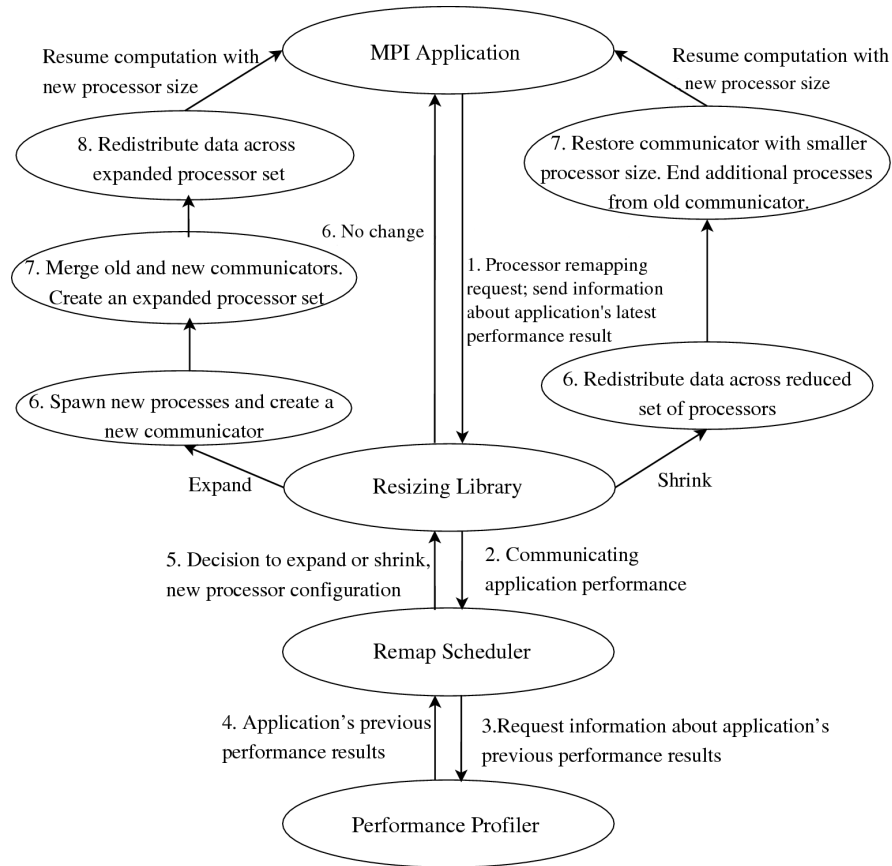 MPI Application
Resume computation with
new processor size
Resume computation with
new processor size
8. Redistribute data across
expanded processor set
7. Restore communicator with smaller
processor size. End additional processes
from old communicator.
6. No change
7. Merge old and new communicators.
Create an expanded processor set
1. Processor remapping
request; send information
about application's latest
performance result
6. Spawn new processes and create a
new communicator
6. Redistribute data across reduced
set of processors
Expand
Resizing Library
Shrink
5. Decision to expand or shrink,
new processor configuration
2. Communicating
application performance
Remap Scheduler
4. Application’s previous
performance results
3.Request information about application’s
previous performance results
Performance Profiler